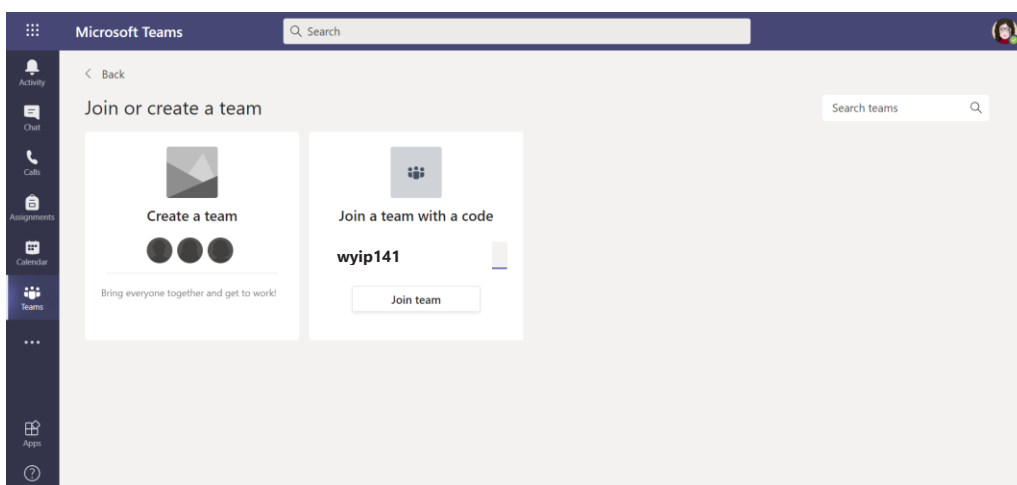 Microsoft Teams
Search
Activity
Chat
Calls
Assignments
Calendar
Teams
Apps
Back
Join or create a team
Search teams
Create a team
Bring everyone together and get to work!
Join a team with a code
wyip141
Join team